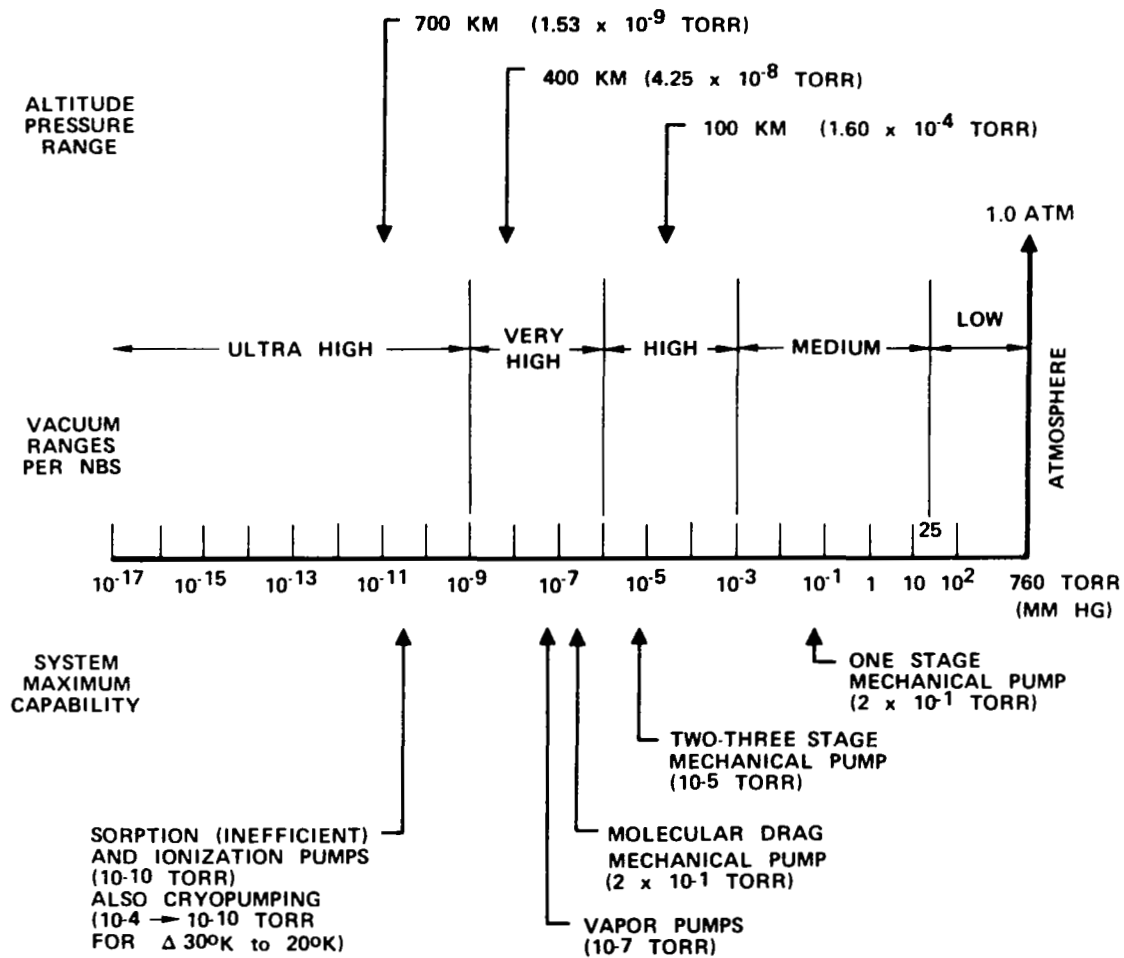 700 KM (1.53 x 10-9 TORR)
400 KM (4.25 x 10-8 TORR)
100 KM (1.60 x 10-4 TORR)
ALTITUDE
PRESSURE
RANGE
1.0 ATM
ULTRA HIGH
VERY
HIGH
HIGH
MEDIUM
LOW
ATMOSPHERE
VACUUM
RANGES
PER NBS
25
10-17 10-15 10-13 10-11 10-9 10-7 10-5 10-3 10-1 1 10 102 760 TORR
(MM HG)
SYSTEM
MAXIMUM
CAPABILITY
ONE STAGE
MECHANICAL PUMP
(2 x 10-1 TORR)
TWO-THREE STAGE
MECHANICAL PUMP
(10-5 TORR)
MOLECULAR DRAG
MECHANICAL PUMP
(2 x 10-1 TORR)
VAPOR PUMPS
(10-7 TORR)
SORPTION (INEFFICIENT)
AND IONIZATION PUMPS
(10-10 TORR)
ALSO CRYOPUMPING
(10-4 → 10-10 TORR
FOR Δ 30ºK to 20ºK)